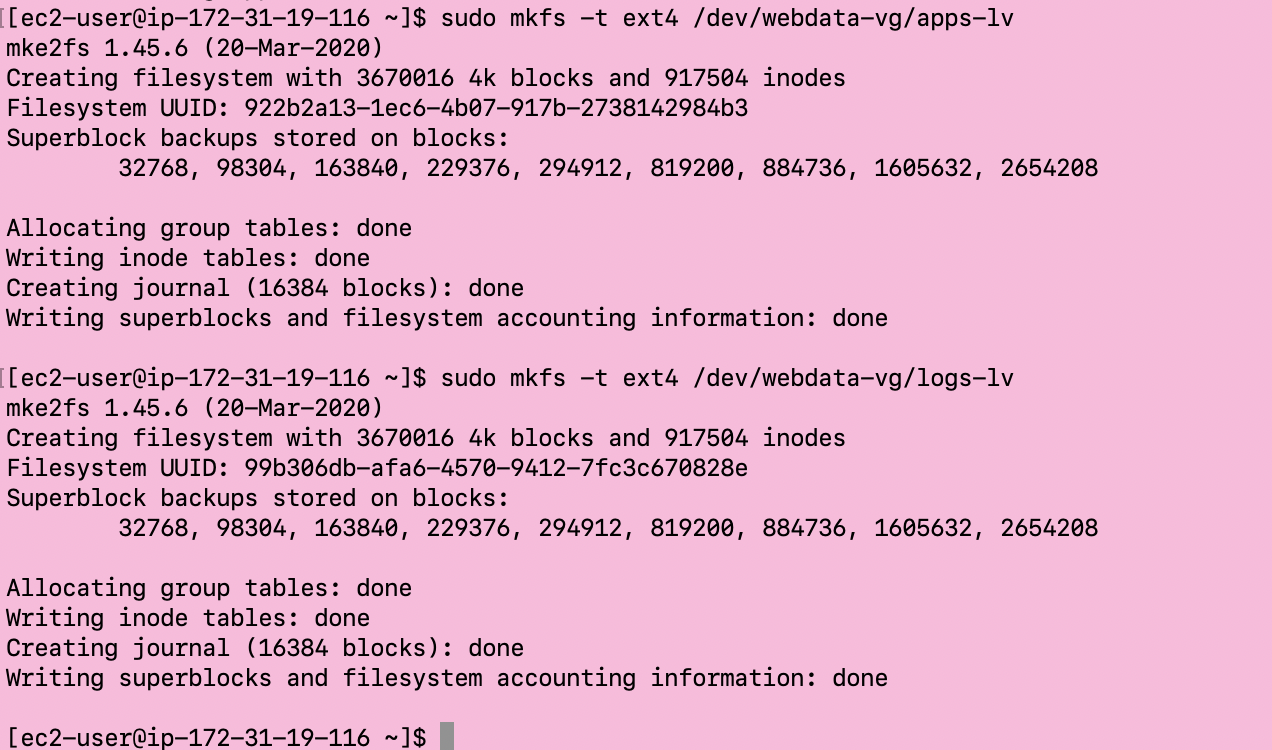 [[ec2-user@ip-172-31-19-116 ~]$ sudo mkfs -t ext4 /dev/webdata-vg/apps-lv
mke2fs 1.45.6 (20-Mar-2020)
Creating filesystem with 3670016 4k blocks and 917504 inodes
Filesystem UUID: 922b2a13-1ec6-4b07-917b-2738142984b3
Superblock backups stored on blocks:
        32768, 98304, 163840, 229376, 294912, 819200, 884736, 1605632, 2654208
Allocating group tables: done
Writing inode tables: done
Creating journal (16384 blocks): done
Writing superblocks and filesystem accounting information: done
[[ec2-user@ip-172-31-19-116 ~]$ sudo mkfs -t ext4 /dev/webdata-vg/logs-lv
mke2fs 1.45.6 (20-Mar-2020)
Creating filesystem with 3670016 4k blocks and 917504 inodes
Filesystem UUID: 99b306db-afa6-4570-9412-7fc3c670828e
Superblock backups stored on blocks:
        32768, 98304, 163840, 229376, 294912, 819200, 884736, 1605632, 2654208
Allocating group tables: done
Writing inode tables: done
Creating journal (16384 blocks): done
Writing superblocks and filesystem accounting information: done
[ec2-user@ip-172-31-19-116 ~]$